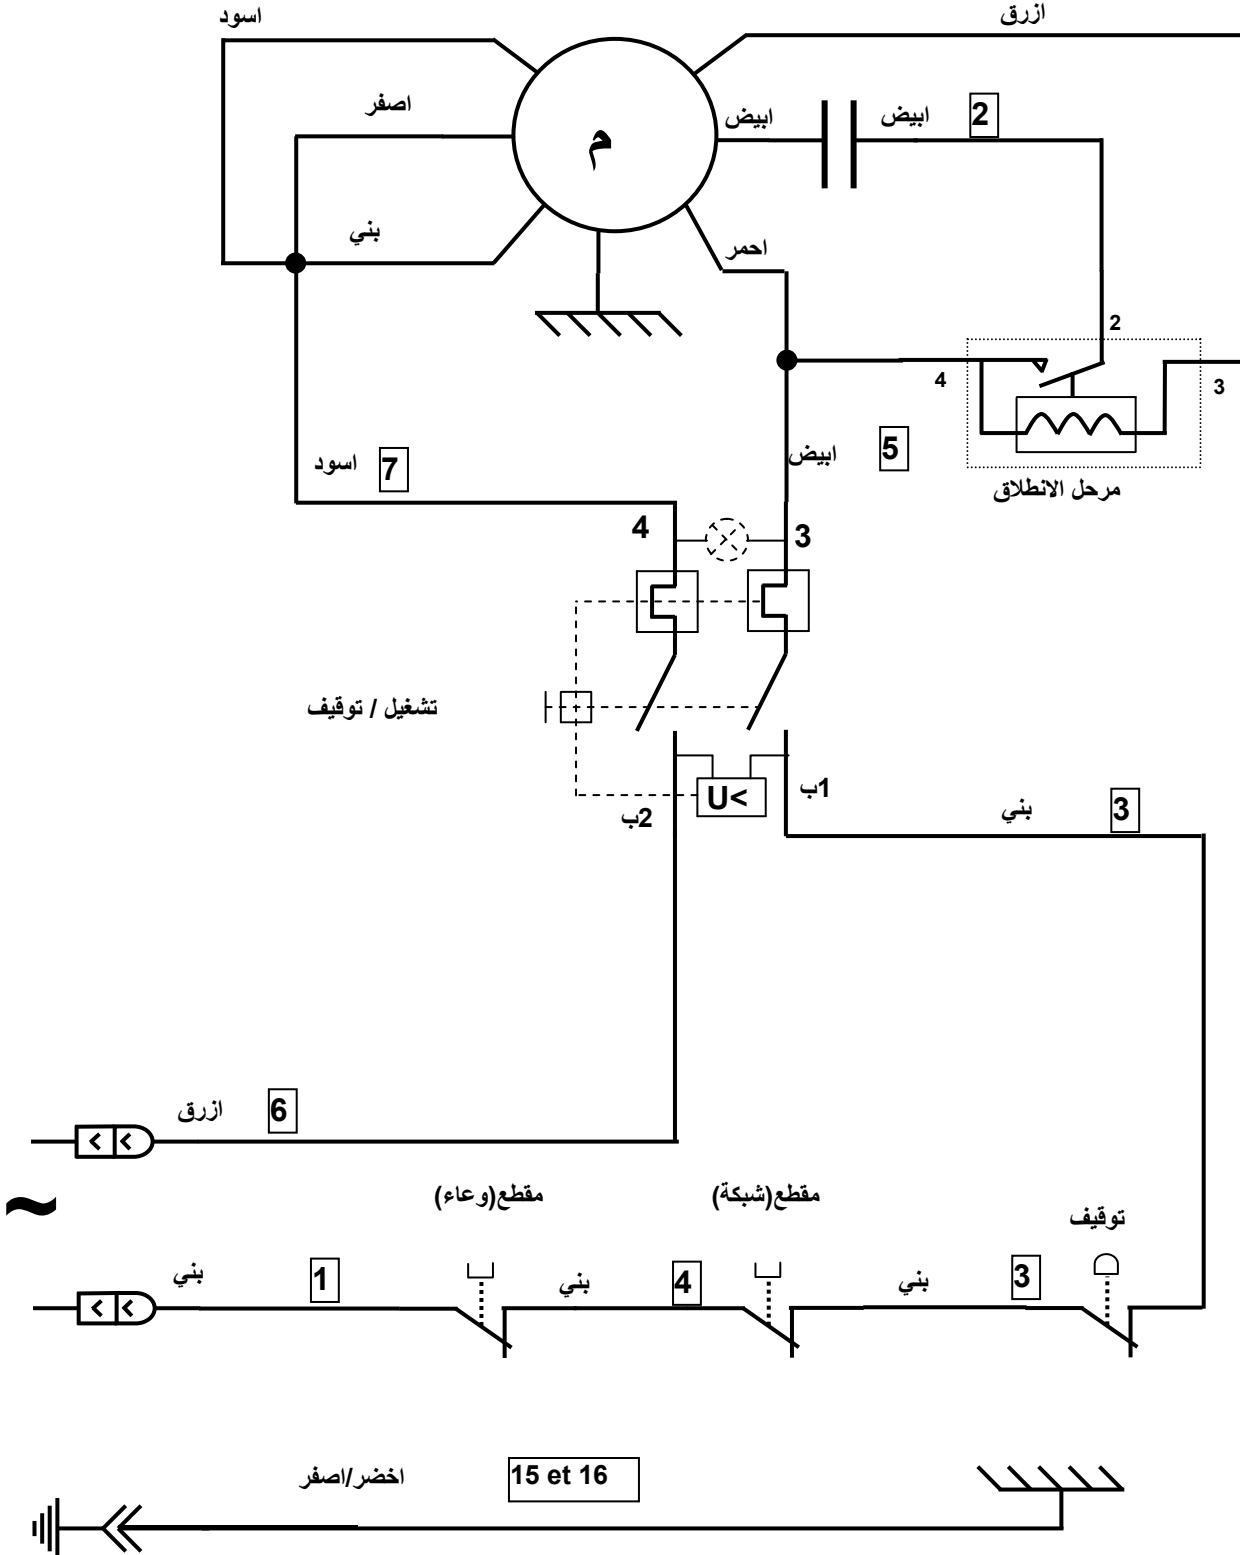 اسود
ازرق
اصفر
م
ابيض
ابيض
2
بني
احمر
2
4
3
ابيض
5
اسود
7
مرحل الانطلاق
4
3
تشغيل / توقيف
U<
ب1
ب2
بني
3
ازرق
6
~
مقطع(وعاء)
مقطع(شبكة)
توقيف
بني
1
بني
4
بني
3
اخضر/اصفر
15 et 16